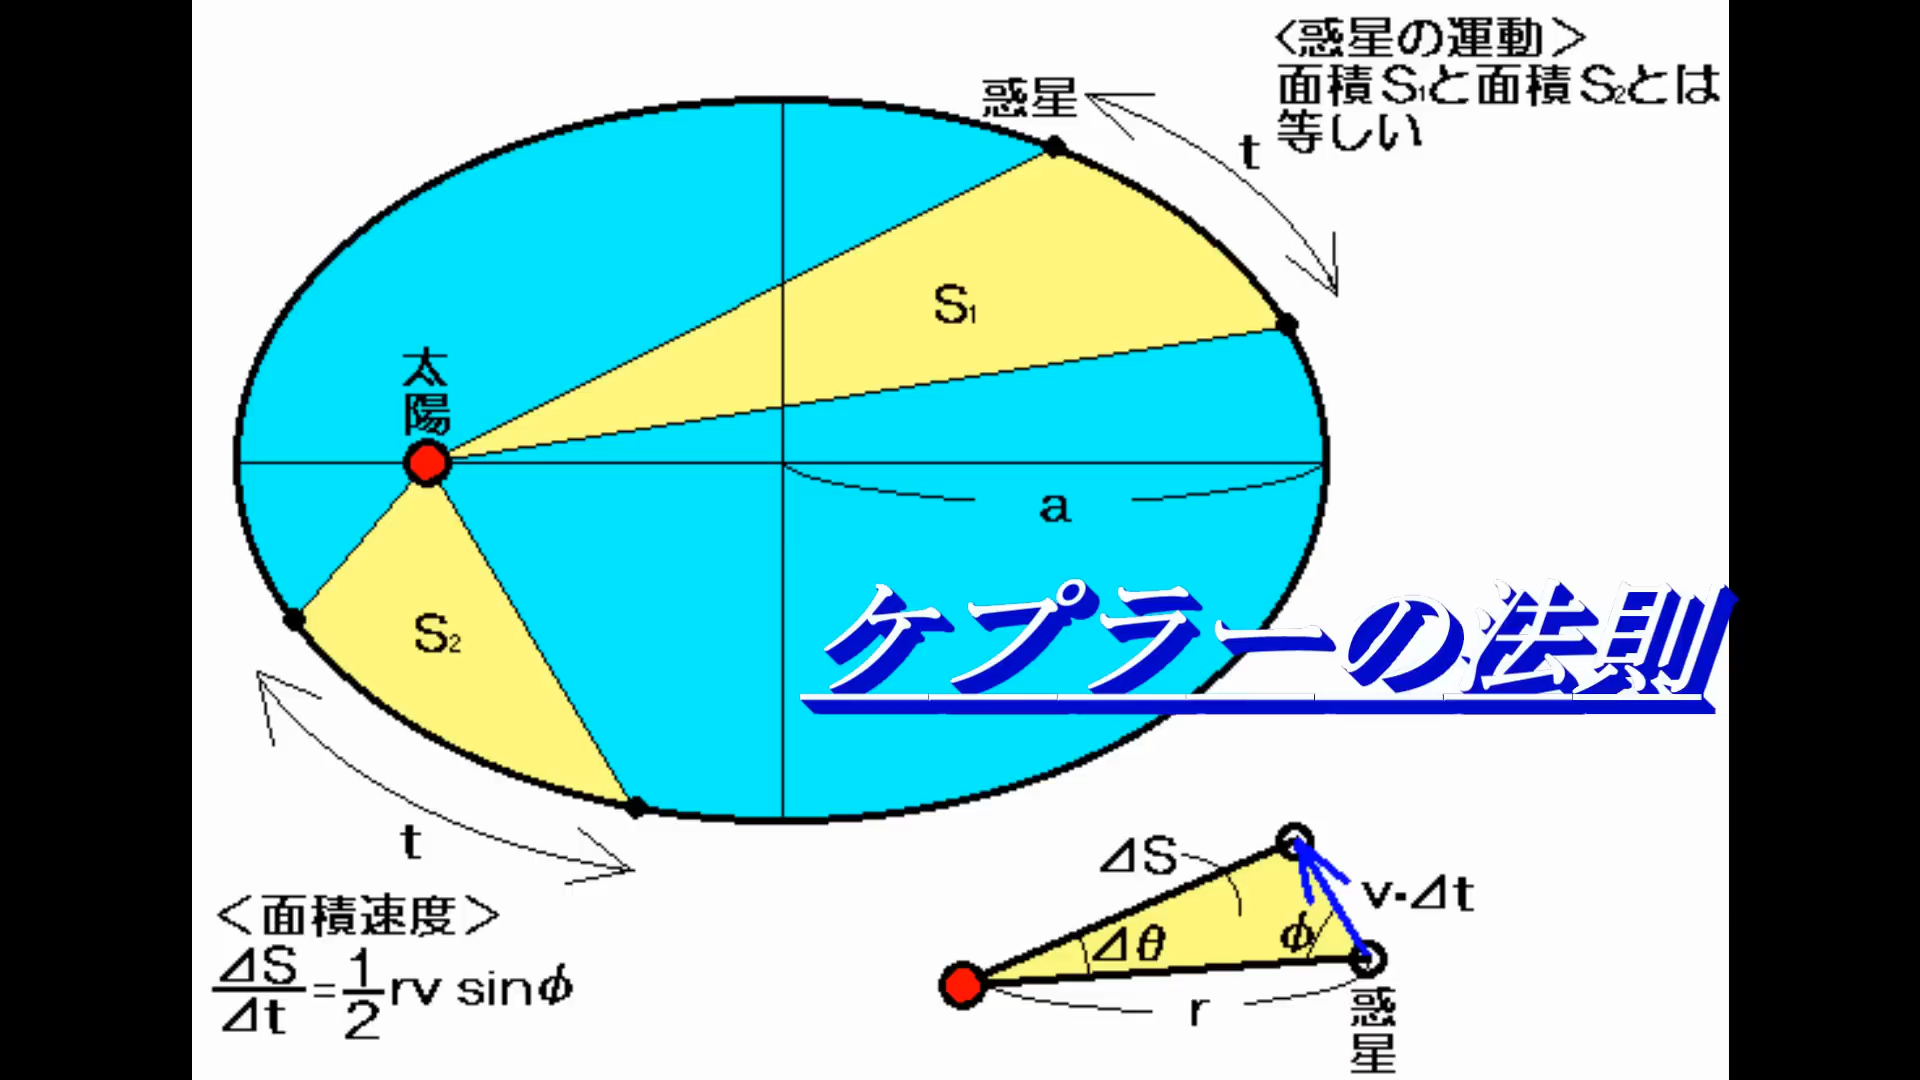 <惑星の運動>
面積S₁と面積S₂とは
等しい
惑星
t
S₁
太陽
a
S₂
ケプラーの法則
t
<面積速度>
ΔS/Δt=1/2 rv sinφ
ΔS
v・Δt
Δθ
φ
r
惑星